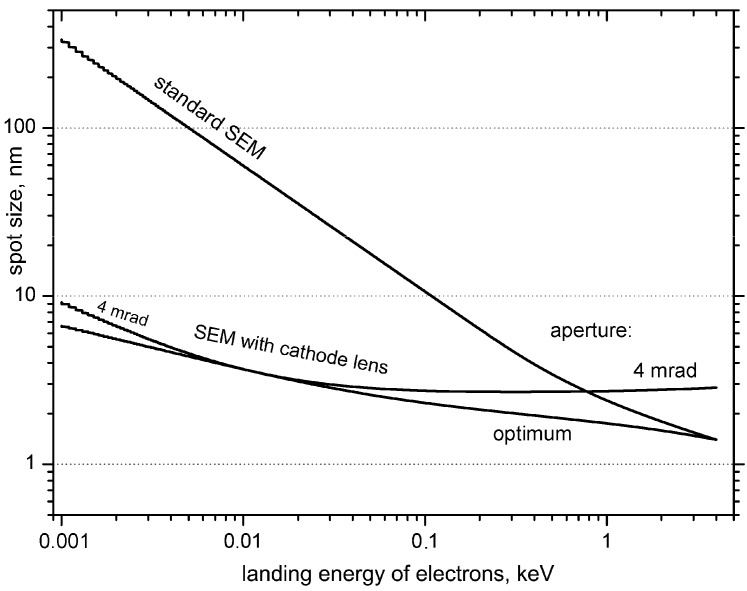 spot size, nm
100
10
1
standard SEM
4 mrad
SEM with cathode lens
aperture:
4 mrad
optimum
0.001
0.01
0.1
1
landing energy of electrons, keV